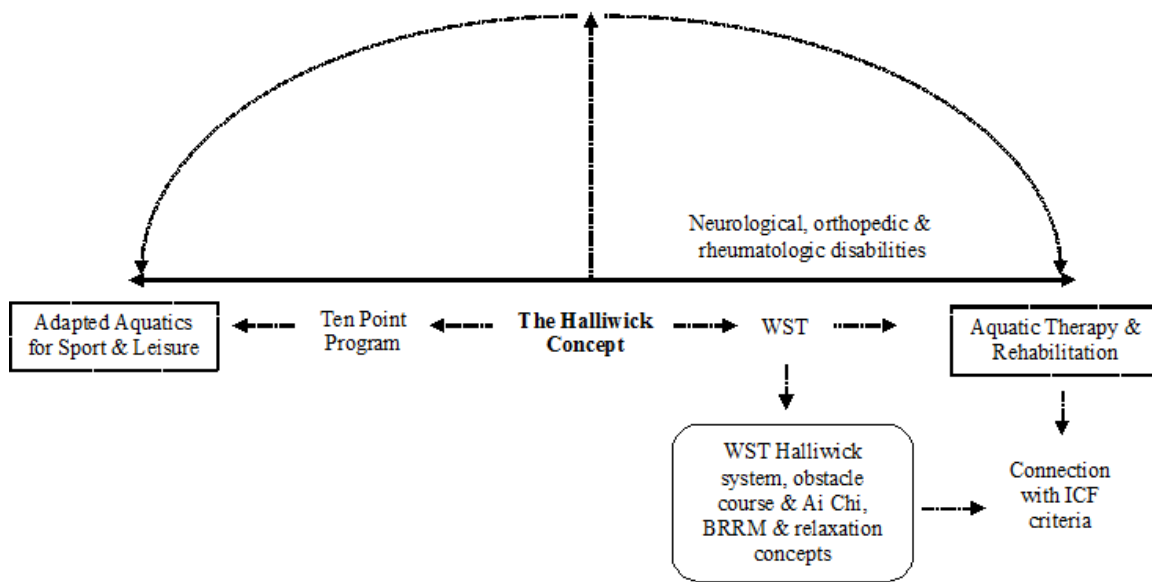 Neurological, orthopedic &
rheumatologic disabilities
Adapted Aquatics
for Sport & Leisure
Ten Point
Program
The Halliwick
Concept
WST
Aquatic Therapy &
Rehabilitation
WST Halliwick
system, obstacle
course & Ai Chi,
BRRM & relaxation
concepts
Connection
with ICF
criteria